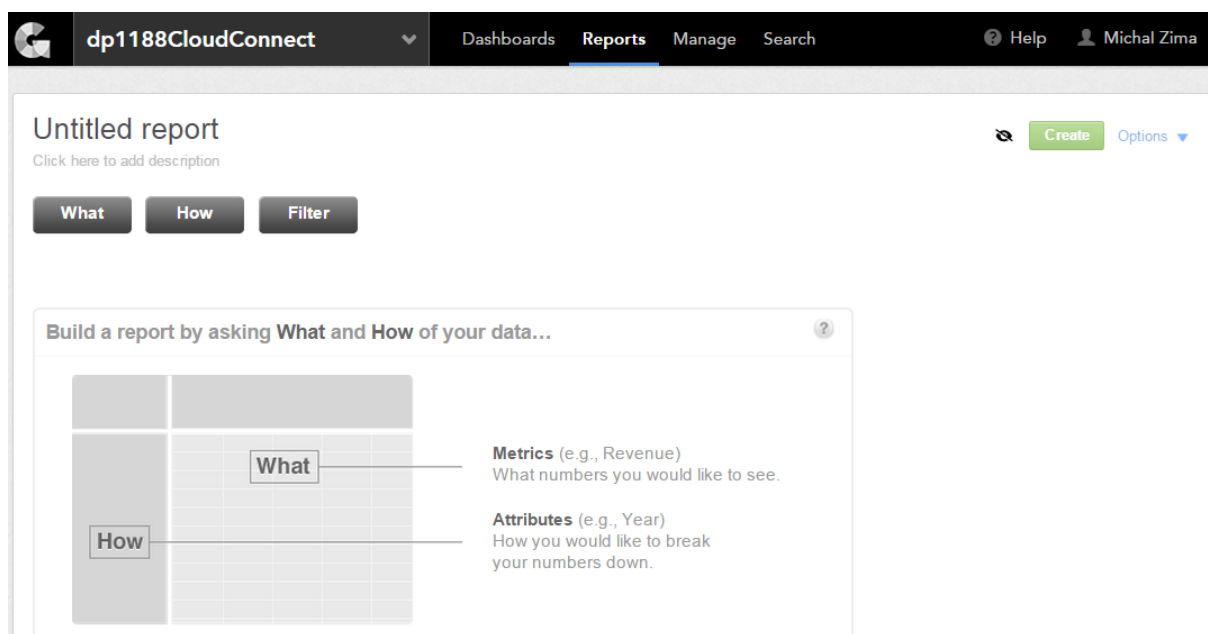 dp1188CloudConnect Dashboards Reports Manage Search Help Michal Zima
Untitled report
Create Options
Click here to add description
What How Filter
Build a report by asking What and How of your data... ?
What
Metrics (e.g., Revenue)
What numbers you would like to see.
How
Attributes (e.g., Year)
How you would like to break
your numbers down.